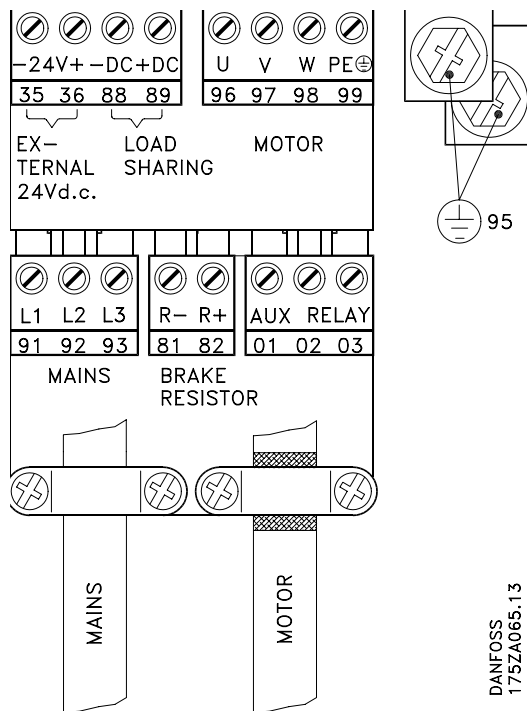 -24V+ -DC+DC
35 36 88 89
EX-
TERNAL
24Vd.c.
LOAD
SHARING
U V W PE
96 97 98 99
MOTOR
95
L1 L2 L3
91 92 93
MAINS
R- R+
81 82
BRAKE
RESISTOR
AUX RELAY
01 02 03
MAINS
MOTOR
DANFOSS
175ZA065.13